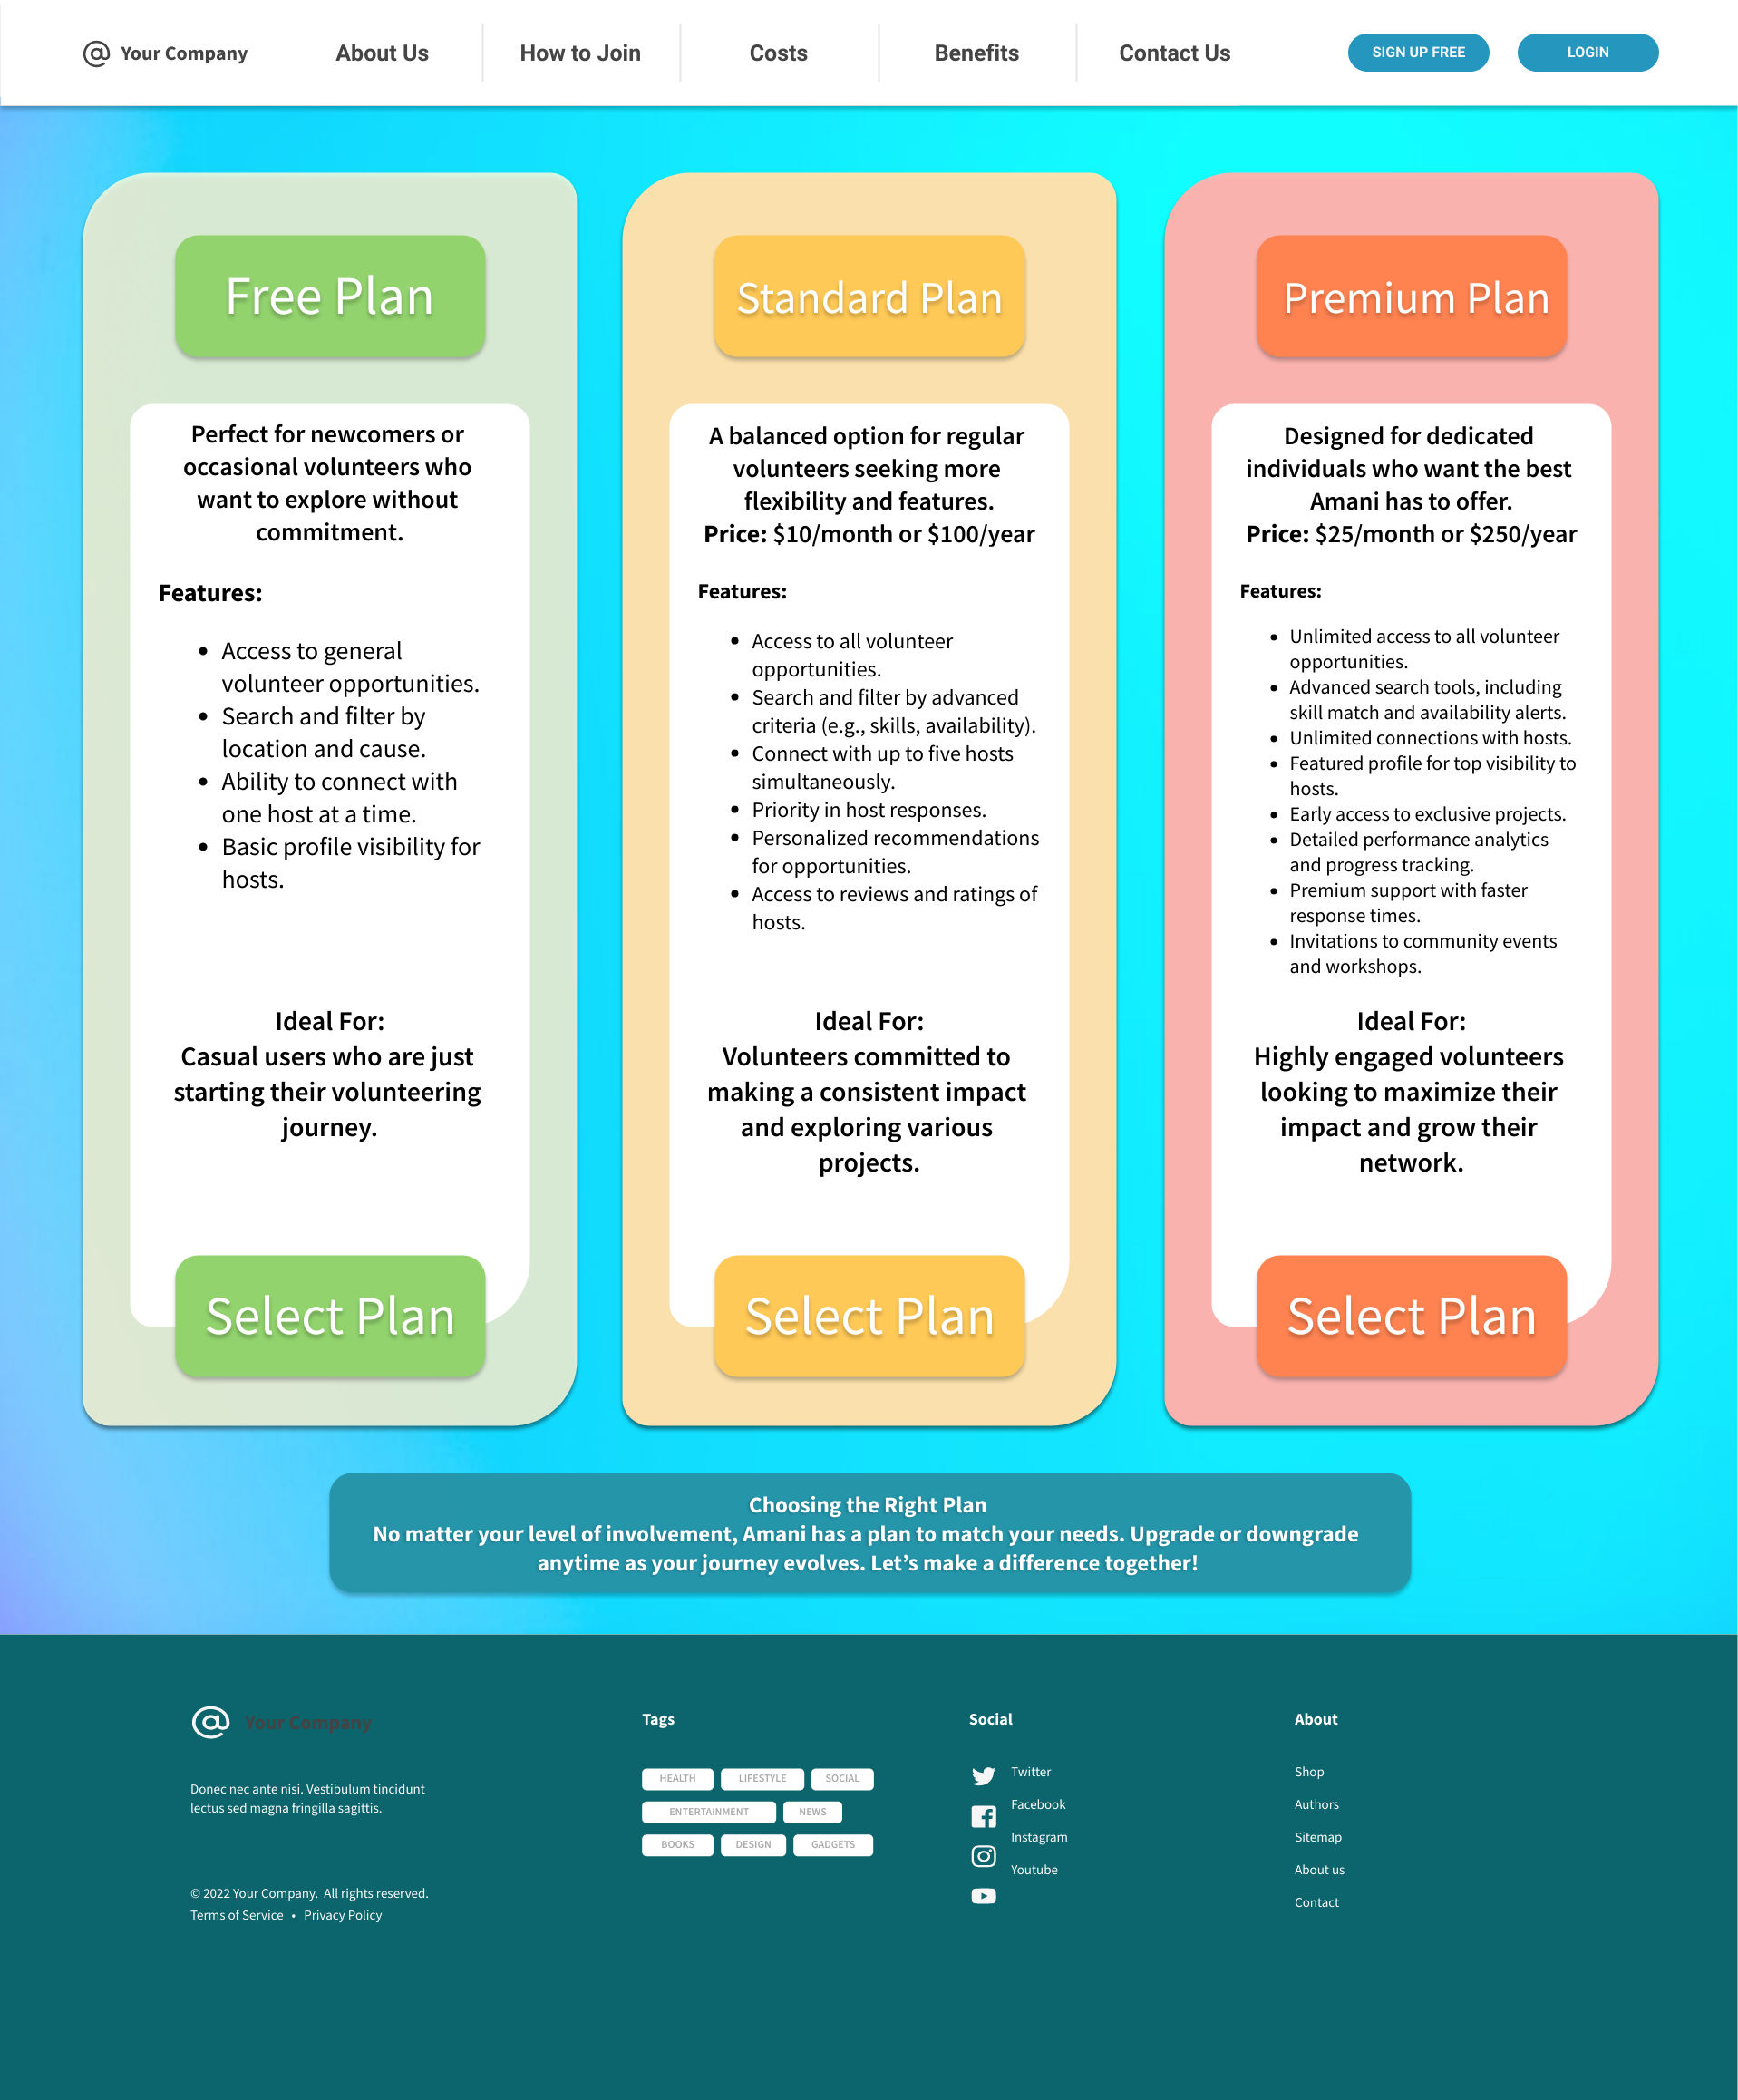 Your Company
About Us
How to Join
Costs
Benefits
Contact Us
SIGN UP FREE
LOGIN
Free Plan
Perfect for newcomers or
occasional volunteers who
want to explore without
commitment.
Features:
• Access to general
volunteer opportunities.
• Search and filter by
location and cause.
• Ability to connect with
one host at a time.
• Basic profile visibility for
hosts.
Ideal For:
Casual users who are just
starting their volunteering
journey.
Select Plan
Standard Plan
A balanced option for regular
volunteers seeking more
flexibility and features.
Price: $10/month or $100/year
Features:
• Access to all volunteer
opportunities.
• Search and filter by advanced
criteria (e.g., skills, availability).
• Connect with up to five hosts
simultaneously.
• Priority in host responses.
• Personalized recommendations
for opportunities.
• Access to reviews and ratings of
hosts.
Ideal For:
Volunteers committed to
making a consistent impact
and exploring various
projects.
Select Plan
Premium Plan
Designed for dedicated
individuals who want the best
Amani has to offer.
Price: $25/month or $250/year
Features:
• Unlimited access to all volunteer
opportunities.
• Advanced search tools, including
skill match and availability alerts.
• Unlimited connections with hosts.
• Featured profile for top visibility to
hosts.
• Early access to exclusive projects.
• Detailed performance analytics
and progress tracking.
• Premium support with faster
response times.
• Invitations to community events
and workshops.
Ideal For:
Highly engaged volunteers
looking to maximize their
impact and grow their
network.
Select Plan
Choosing the Right Plan
No matter your level of involvement, Amani has a plan to match your needs. Upgrade or downgrade
anytime as your journey evolves. Let’s make a difference together!
Your Company
Donec nec ante nisi. Vestibulum tincidunt
lectus sed magna fringilla sagittis.
© 2022 Your Company. All rights reserved.
Terms of Service • Privacy Policy
Tags
HEALTH
LIFESTYLE
SOCIAL
ENTERTAINMENT
NEWS
BOOKS
DESIGN
GADGETS
Social
Twitter
Facebook
Instagram
Youtube
About
Shop
Authors
Sitemap
About us
Contact